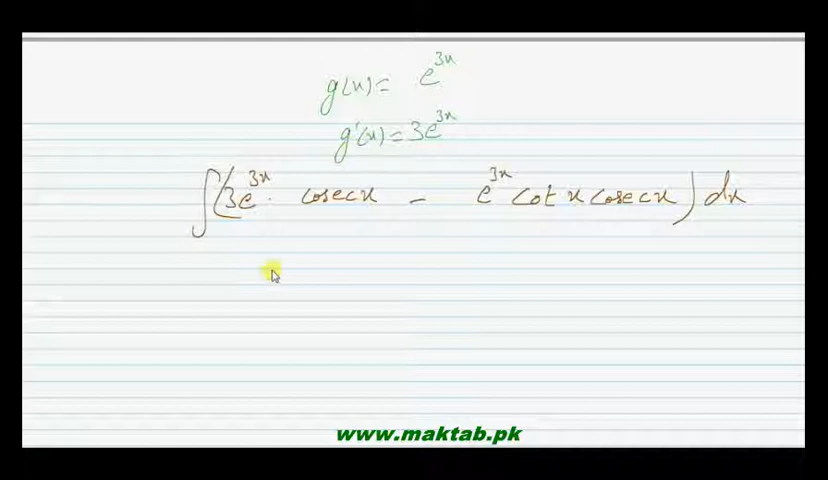 g(x) = e^{3x}
g'(x) = 3e^{3x}
∫(3e^{3x} · cosecx - e^{3x} cot x cosecx) dx
www.maktab.pk